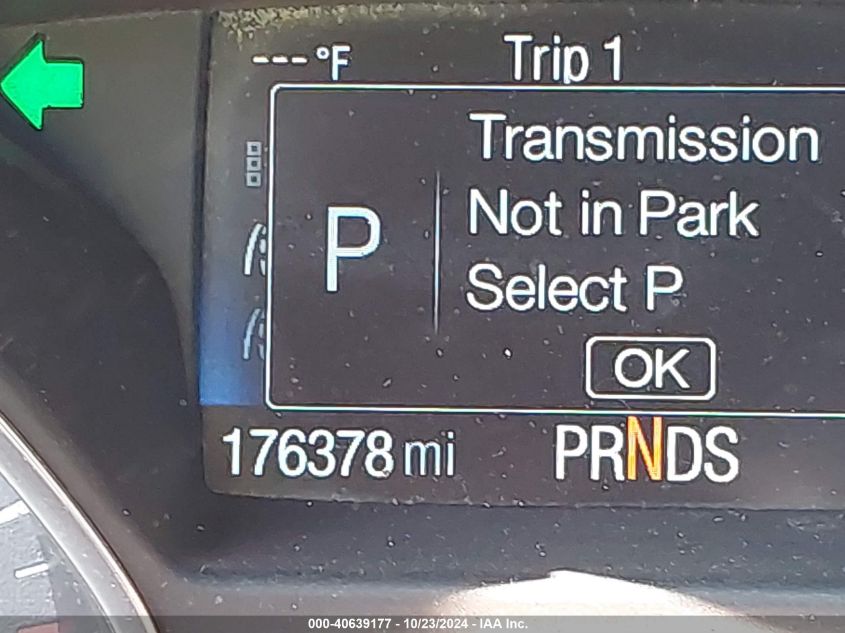 --- °F Trip 1
Transmission
Not in Park
P
Select P
OK
176378 mi PRNDS
000-40639177 - 10/23/2024 - IAA Inc.